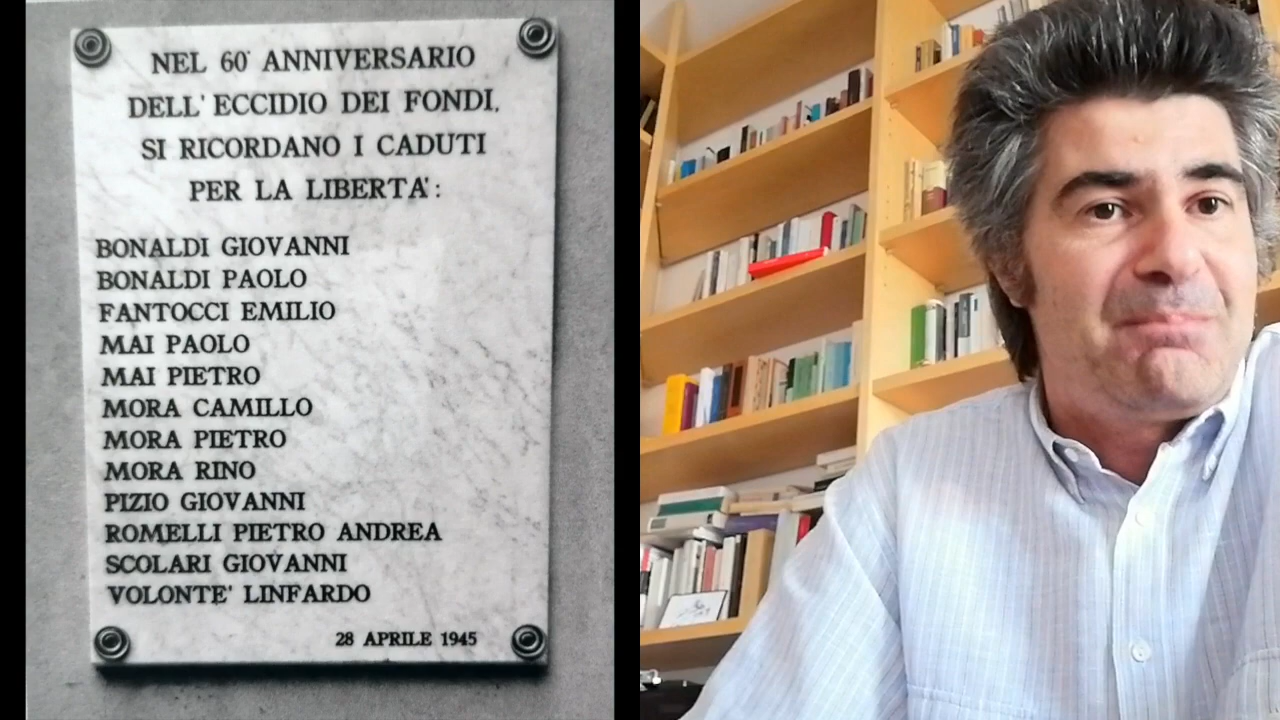 NEL 60° ANNIVERSARIO
DELL' ECCIDIO DEI FONDI,
SI RICORDANO I CADUTI
PER LA LIBERTA':
BONALDI GIOVANNI
BONALDI PAOLO
FANTOCCI EMILIO
MAI PAOLO
MAI PIETRO
MORA CAMILLO
MORA PIETRO
MORA RINO
PIZIO GIOVANNI
ROMELLI PIETRO ANDREA
SCOLARI GIOVANNI
VOLONTE' LINFARDO
28 APRILE 1945